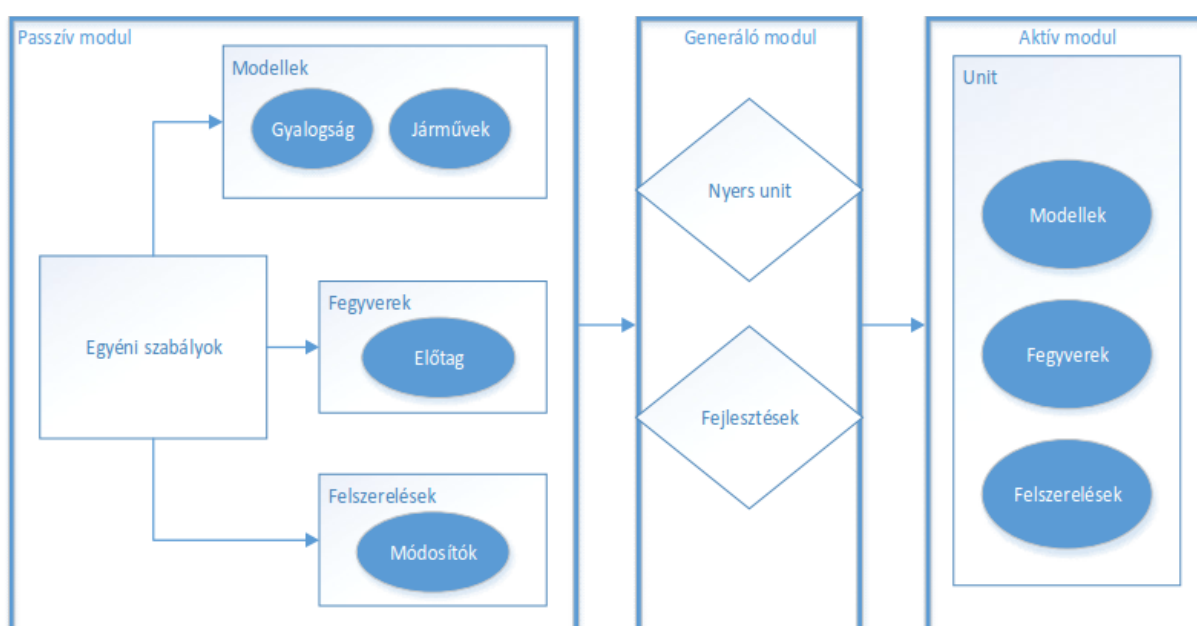 Passzív modul
Modellek
Gyalogság
Járművek
Egyéni szabályok
Fegyverek
Előtag
Felszerelések
Módosítók
Generáló modul
Nyers unit
Fejlesztések
Aktív modul
Unit
Modellek
Fegyverek
Felszerelések